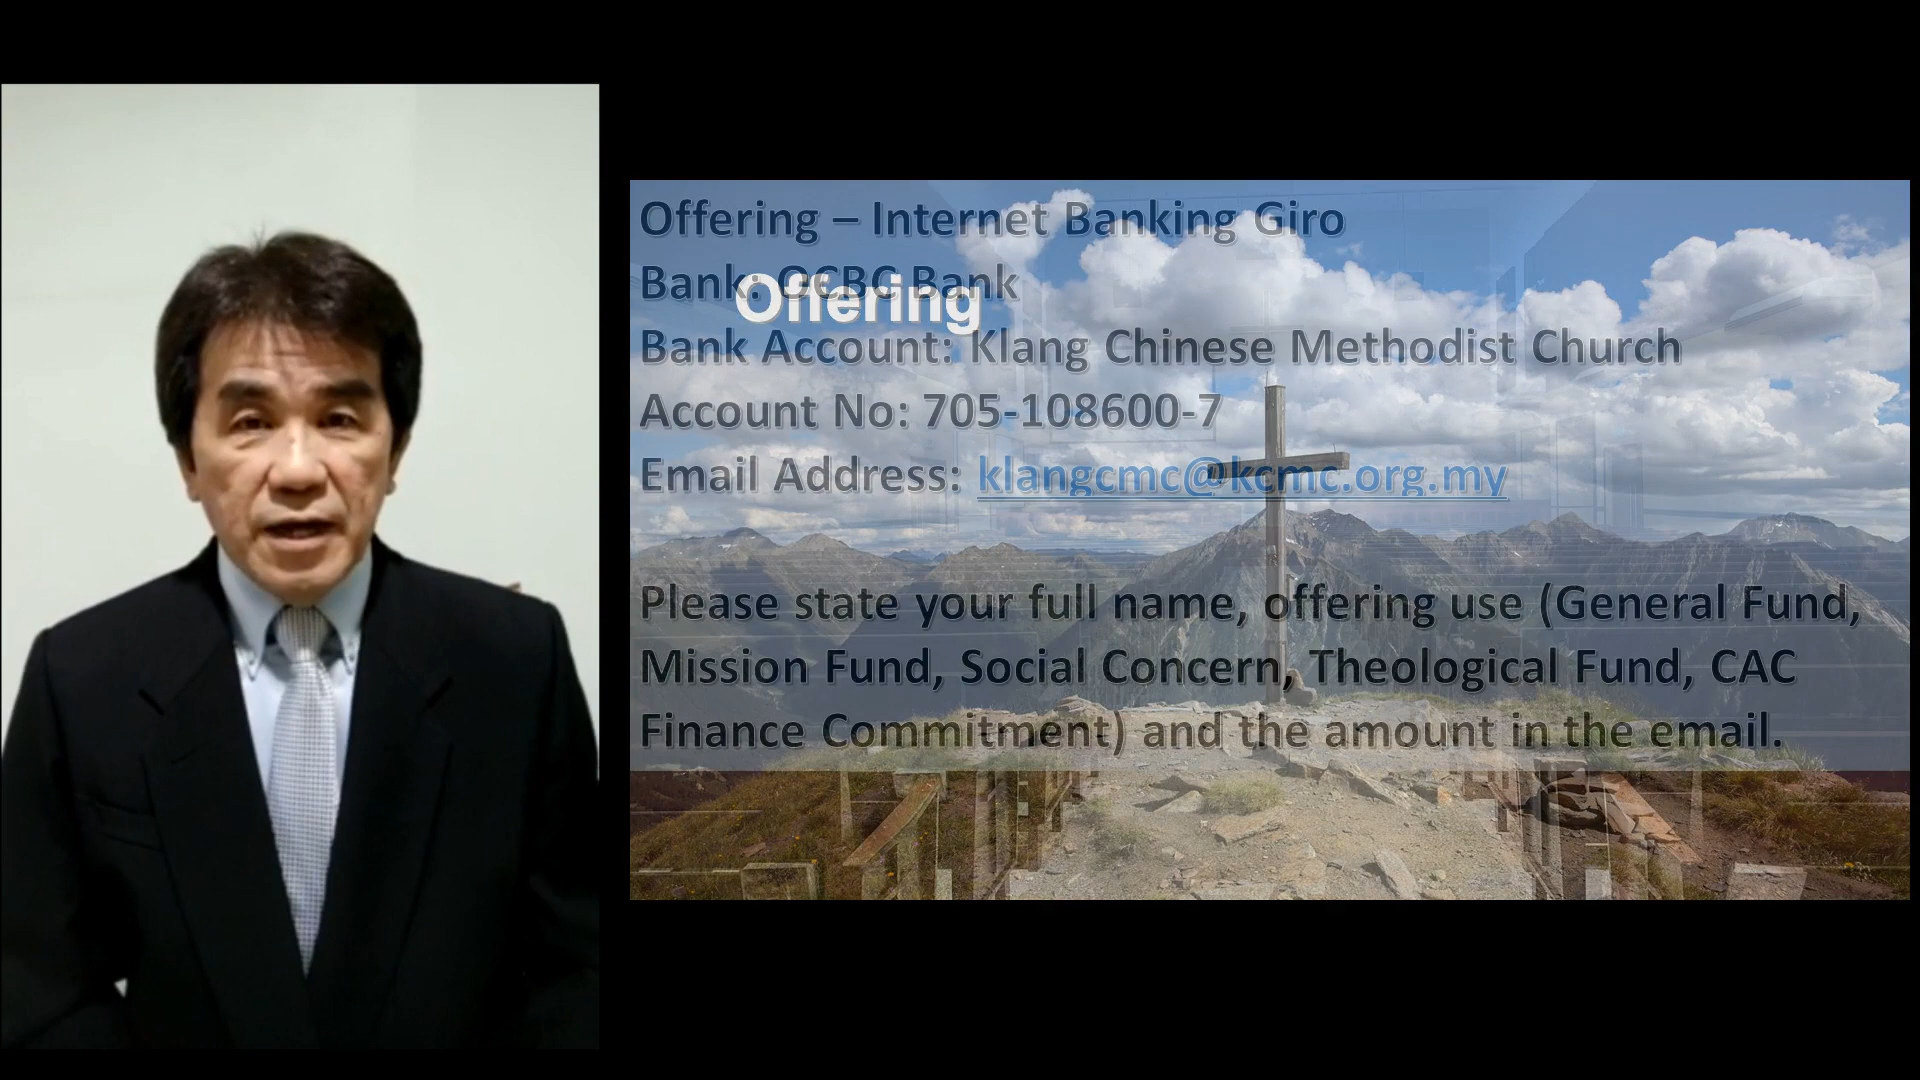 Offering – Internet Banking Giro
Bank: OCBC Bank
Offering
Bank Account: Klang Chinese Methodist Church
Account No: 705-108600-7
Email Address: klangcmc@kcmc.org.my
Please state your full name, offering use (General Fund,
Mission Fund, Social Concern, Theological Fund, CAC
Finance Commitment) and the amount in the email.